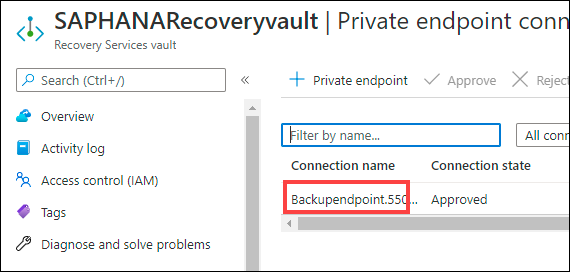 SAPHANARecoveryvault | Private endpoint conn
Recovery Services vault
Search (Ctrl+/)
«
Overview
Activity log
Access control (IAM)
Tags
Diagnose and solve problems
+ Private endpoint
Approve
Reject
Filter by name...
All conn
Connection name
Connection state
Backupendpoint.550...
Approved